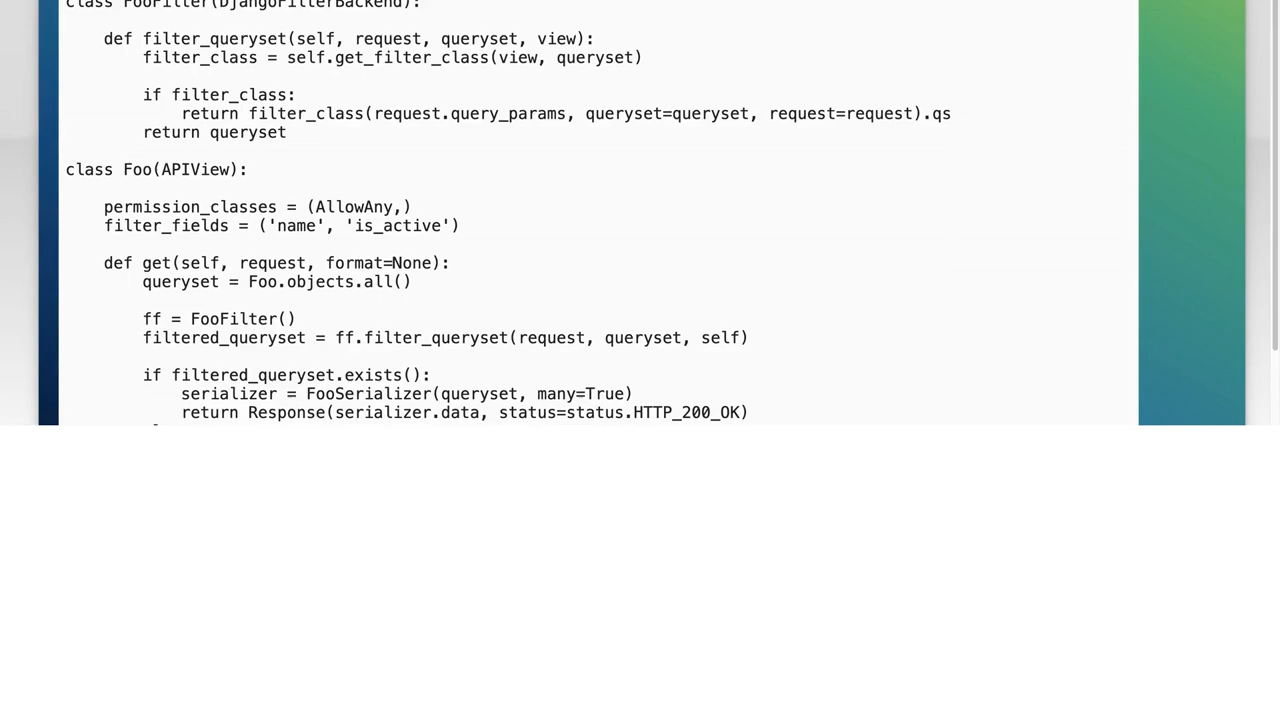 class FooFilter(DjangoFilterBackend):
def filter_queryset(self, request, queryset, view):
filter_class = self.get_filter_class(view, queryset)
if filter_class:
return filter_class(request.query_params, queryset=queryset, request=request).qs
return queryset
class Foo(APIView):
permission_classes = (AllowAny,)
filter_fields = ('name', 'is_active')
def get(self, request, format=None):
queryset = Foo.objects.all()
ff = FooFilter()
filtered_queryset = ff.filter_queryset(request, queryset, self)
if filtered_queryset.exists():
serializer = FooSerializer(queryset, many=True)
return Response(serializer.data, status=status.HTTP_200_OK)